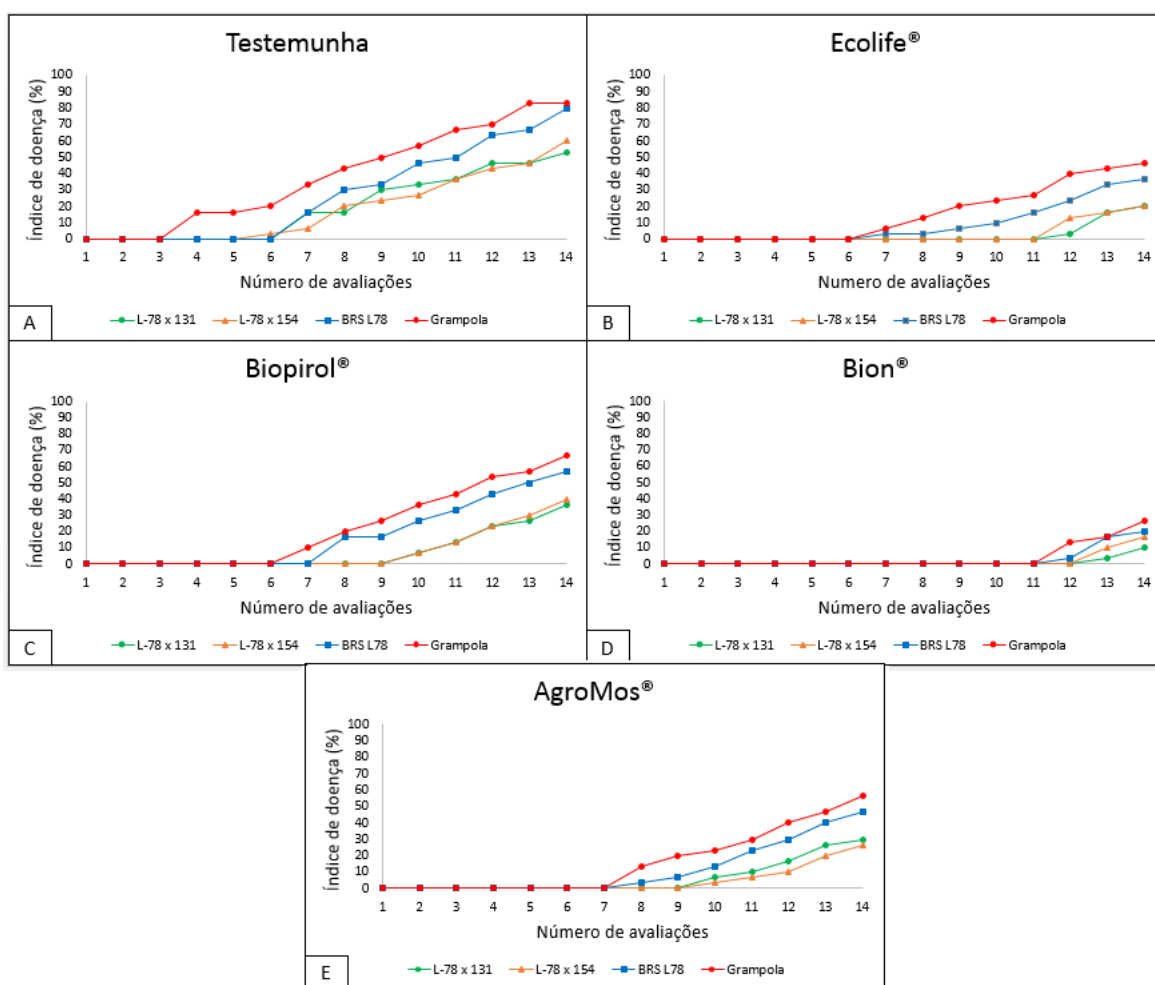 Testemunha
Índice de doença (%)
100
90
80
70
60
50
40
30
20
10
0
1 2 3 4 5 6 7 8 9 10 11 12 13 14
Número de avaliações
A
L-78 x 131 L-78 x 154 BRS L78 Grampola
Ecolife®
Índice de doença (%)
100
90
80
70
60
50
40
30
20
10
0
1 2 3 4 5 6 7 8 9 10 11 12 13 14
Numero de avaliações
B
L-78 x 131 L-78 x 154 BRS L78 Grampola
Biopirol®
Índice de doença (%)
100
90
80
70
60
50
40
30
20
10
0
1 2 3 4 5 6 7 8 9 10 11 12 13 14
Número de avaliações
C
L-78 x 131 L-78 x 154 BRS L78 Grampola
Bion®
Índice de doença (%)
100
90
80
70
60
50
40
30
20
10
0
1 2 3 4 5 6 7 8 9 10 11 12 13 14
Número de avaliações
D
L-78 x 131 L-78 x 154 BRS L78 Grampola
AgroMos®
Índice de doença (%)
100
90
80
70
60
50
40
30
20
10
0
1 2 3 4 5 6 7 8 9 10 11 12 13 14
Número de avaliações
E
L-78 x 131 L-78 x 154 BRS L78 Grampola